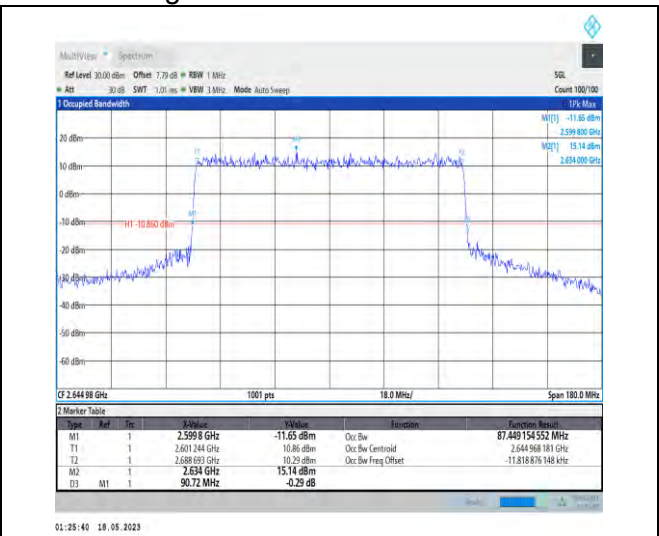 MultiView Spectrum
Ref Level 30.00 dBm Offset 7.79 dB RBW 1 MHz SGL
Att 30 dB SWT 3.01 ms VBW 3 MHz Mode Auto Sweep Count 100/100
1 Occupied Bandwidth 1Pk Max
M1[1] -11.65 dBm
2.599 800 GHz
20 dBm M2[1] 15.14 dBm
2.634 000 GHz
10 dBm
0 dBm
M1
-10 dBm H1 -10.860 dBm
-20 dBm
-30 dBm
-40 dBm
-50 dBm
-60 dBm
CF 2.644 98 GHz 1001 pts 18.0 MHz/ Span 180.0 MHz
2 Marker Table
Type Ref Trc X-Value Y-Value Function Function Result
M1 1 2.599 8 GHz -11.65 dBm Occ Bw 87.449 154 552 MHz
T1 1 2.601 244 GHz 10.86 dBm Occ Bw Centroid 2.644 968 181 GHz
T2 1 2.688 693 GHz 10.29 dBm Occ Bw Freq Offset -11.818 876 148 kHz
M2 1 2.634 GHz 15.14 dBm
D3 M1 1 90.72 MHz -0.29 dB
01:25:40 18.05.2023